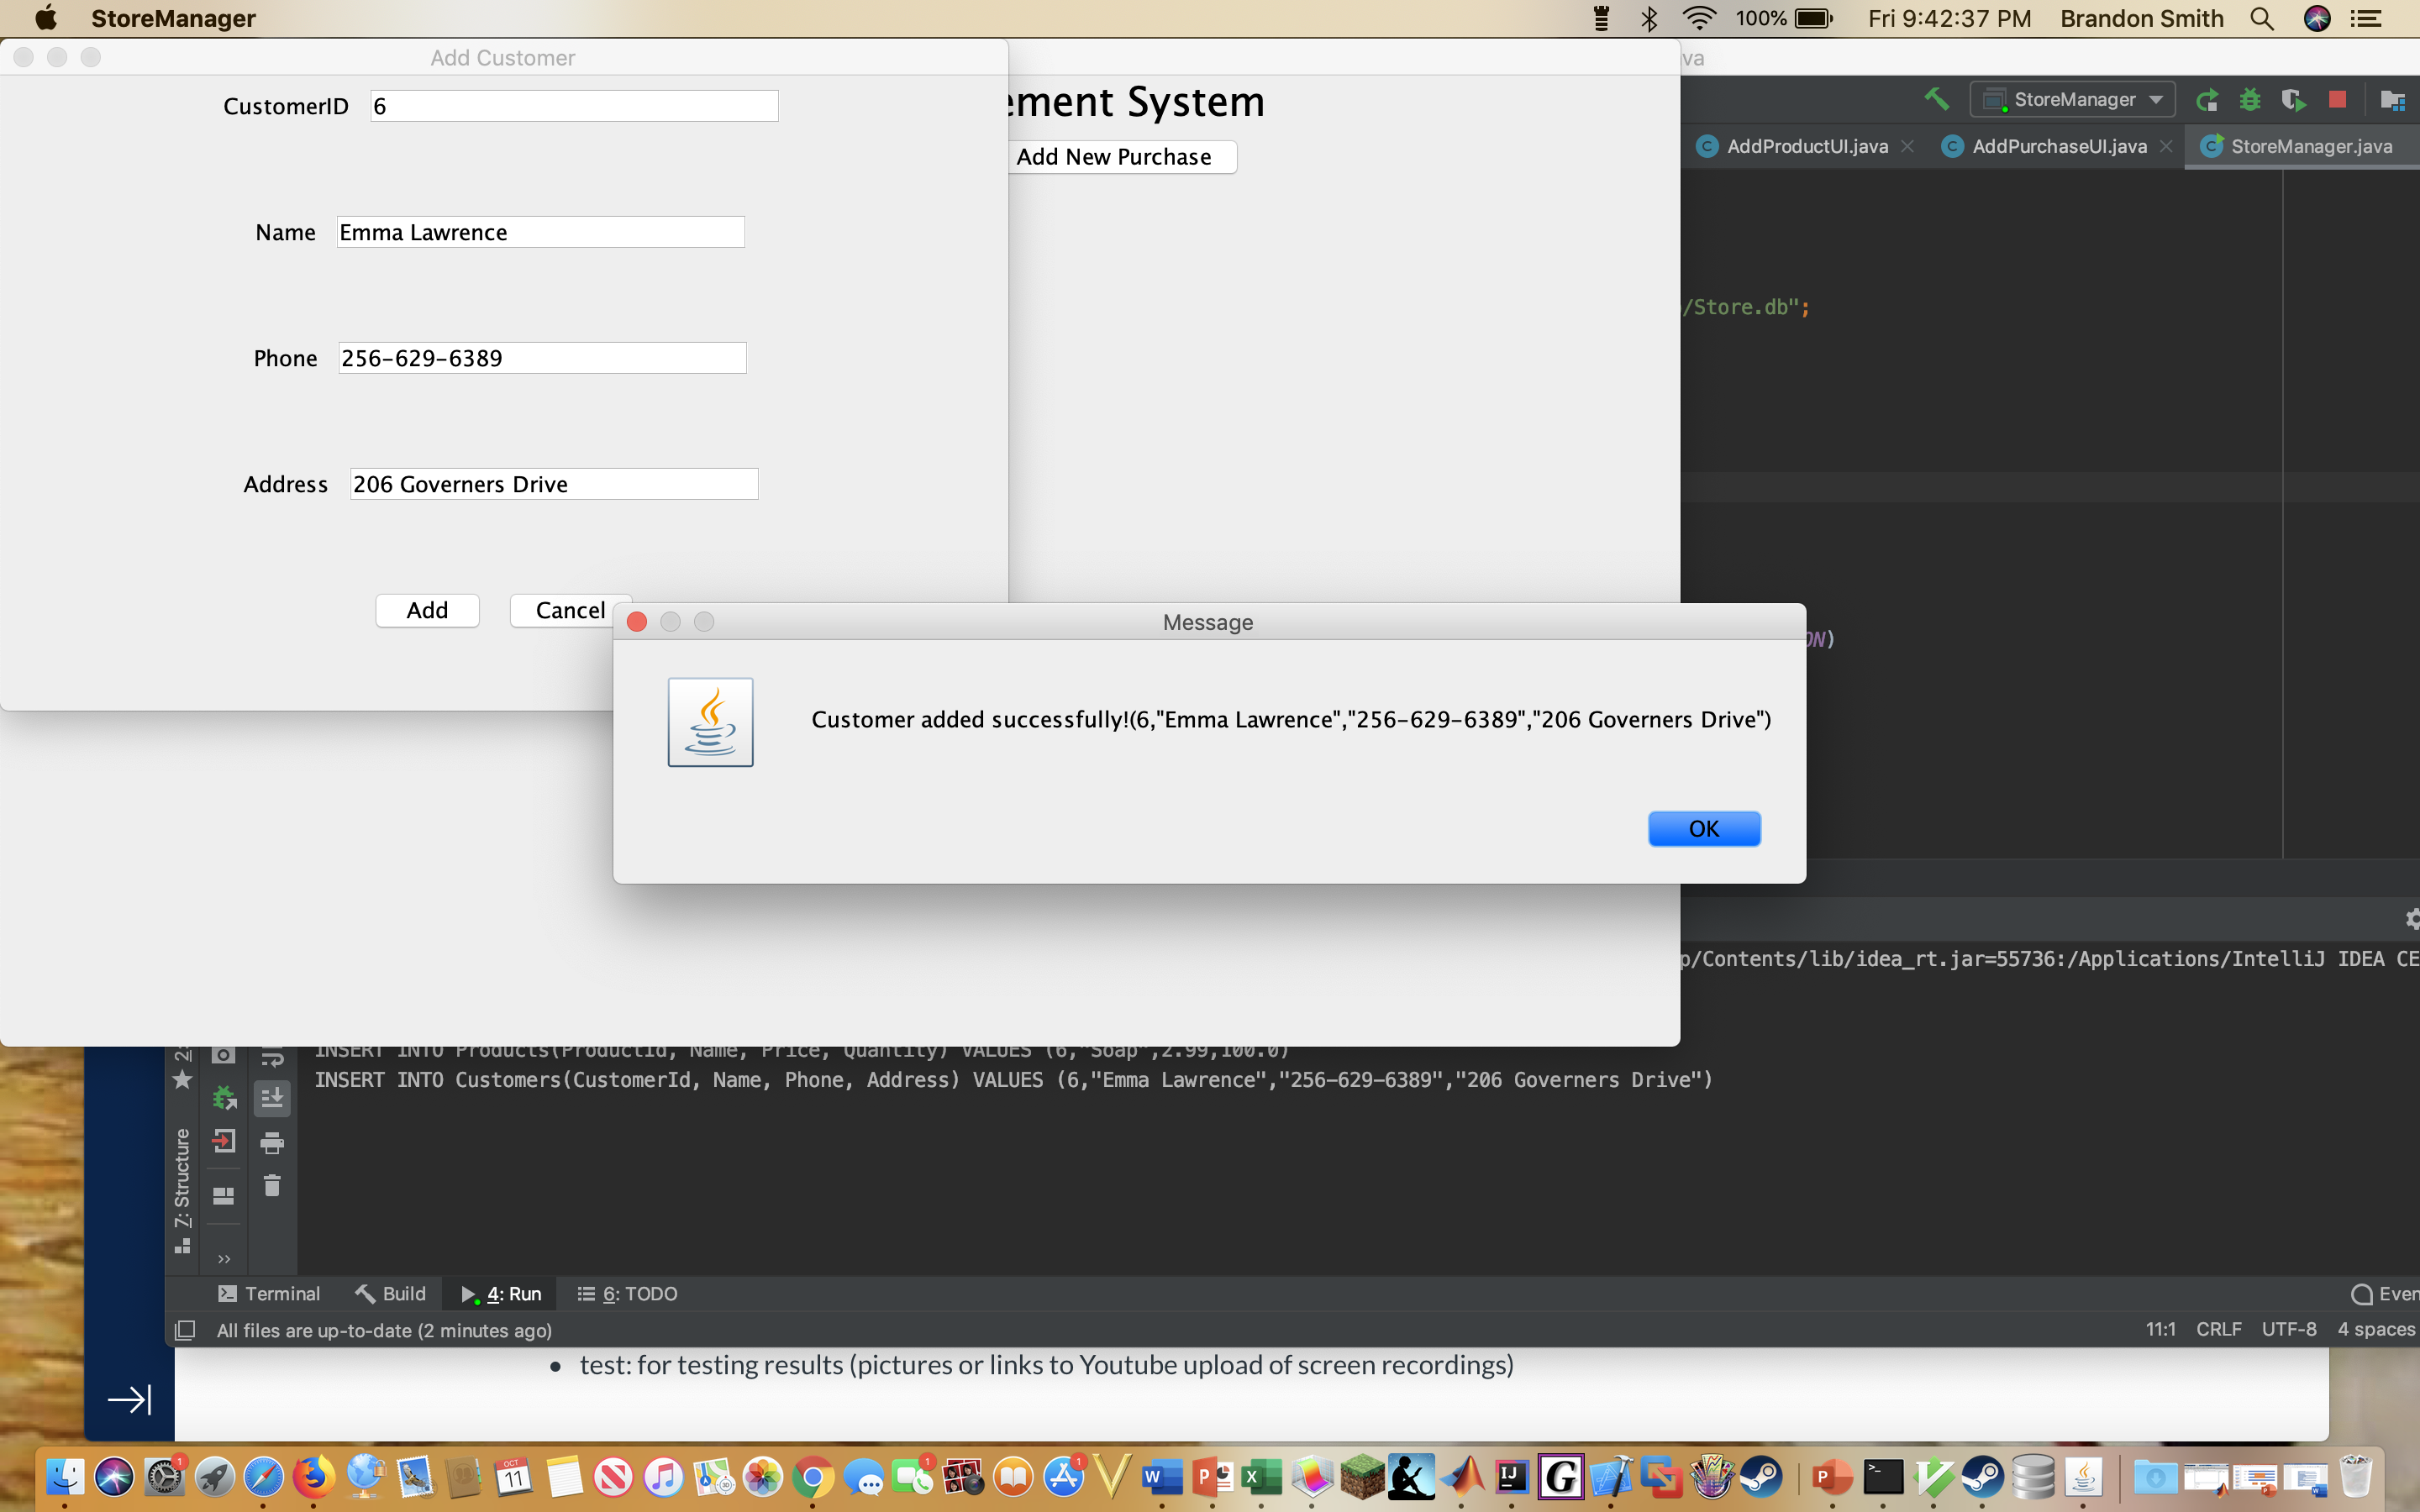 StoreManager 100% Fri 9:42:37 PM Brandon Smith
Add Customer
va
CustomerID 6
ement System
StoreManager
Add New Purchase
AddProductUI.java AddPurchaseUI.java StoreManager.java
Name Emma Lawrence
/Store.db";
Phone 256-629-6389
Address 206 Governers Drive
Add Cancel
Message
ON)
Customer added successfully!(6,"Emma Lawrence","256-629-6389","206 Governers Drive")
OK
p/Contents/lib/idea_rt.jar=55736:/Applications/IntelliJ IDEA CE
INSERT INTO Products(ProductId, Name, Price, Quantity) VALUES (6,"Soap",2.99,100.0)
INSERT INTO Customers(CustomerId, Name, Phone, Address) VALUES (6,"Emma Lawrence","256-629-6389","206 Governers Drive")
2:
7: Structure
Terminal Build 4: Run 6: TODO Even
All files are up-to-date (2 minutes ago) 11:1 CRLF UTF-8 4 spaces
• test: for testing results (pictures or links to Youtube upload of screen recordings)
OCT
11